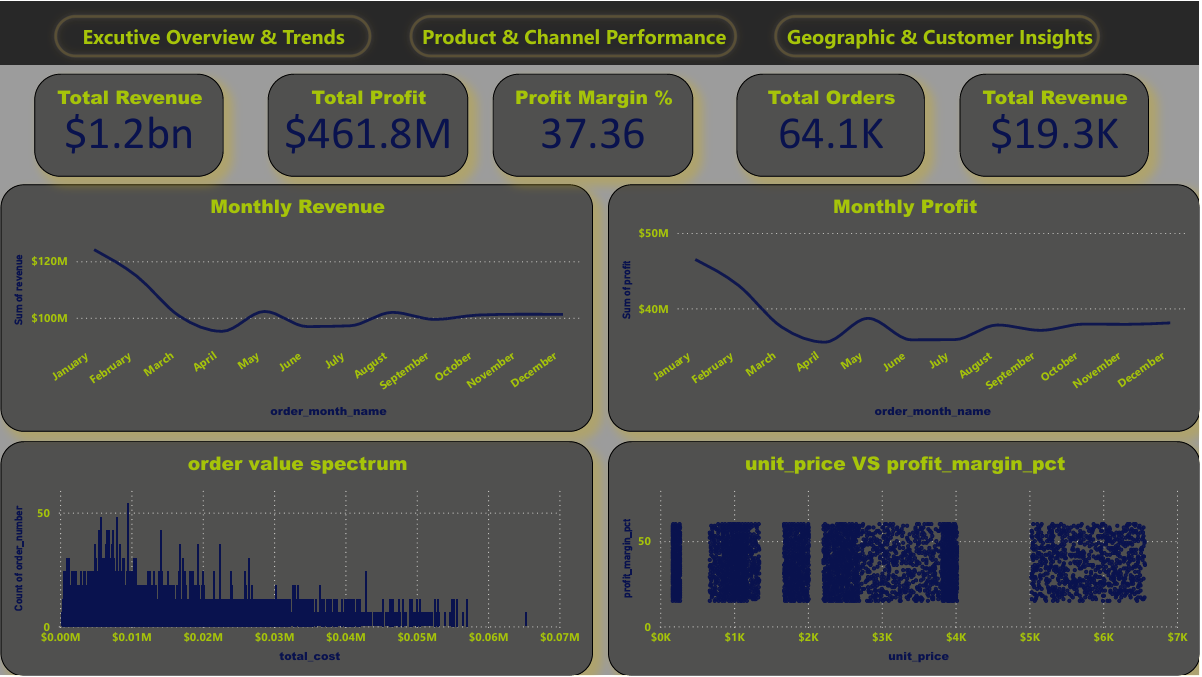 Excutive Overview & Trends
Product & Channel Performance
Geographic & Customer Insights
Total Revenue
$1.2bn
Total Profit
$461.8M
Profit Margin %
37.36
Total Orders
64.1K
Total Revenue
$19.3K
Monthly Revenue
Sum of revenue
$120M
$100M
January
February
March
April
May
June
July
August
September
October
November
December
order_month_name
Monthly Profit
Sum of profit
$50M
$40M
January
February
March
April
May
June
July
August
September
October
November
December
order_month_name
order value spectrum
Count of order_number
50
0
$0.00M
$0.01M
$0.02M
$0.03M
$0.04M
$0.05M
$0.06M
$0.07M
total_cost
unit_price VS profit_margin_pct
profit_margin_pct
50
0
$0K
$1K
$2K
$3K
$4K
$5K
$6K
$7K
unit_price